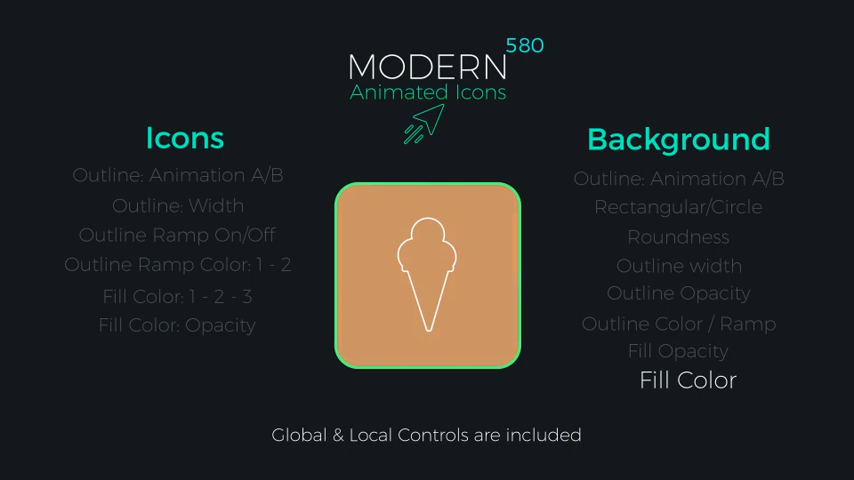 580
MODERN
Animated Icons
Icons
Outline: Animation A/B
Outline: Width
Outline Ramp On/Off
Outline Ramp Color: 1 - 2
Fill Color: 1 - 2 - 3
Fill Color: Opacity
Background
Outline: Animation A/B
Rectangular/Circle
Roundness
Outline width
Outline Opacity
Outline Color / Ramp
Fill Opacity
Fill Color
Global & Local Controls are included